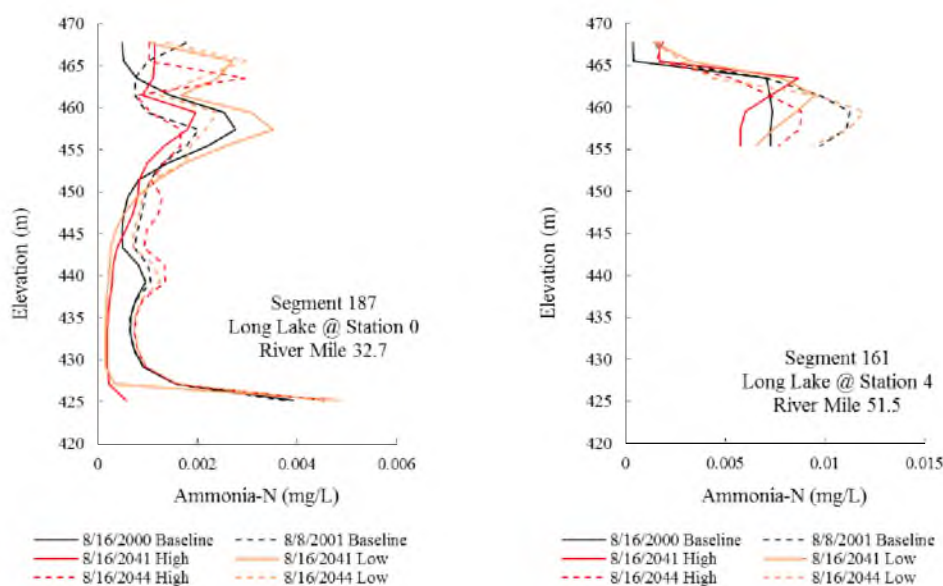 470
465
460
455
450
445
440
435
430
425
420
Elevation (m)
Segment 187
Long Lake @ Station 0
River Mile 32.7
0 0.002 0.004 0.006
Ammonia-N (mg/L)
8/16/2000 Baseline 8/8/2001 Baseline
8/16/2041 High 8/16/2041 Low
8/16/2044 High 8/16/2044 Low
470
465
460
455
450
445
440
435
430
425
420
Elevation (m)
Segment 161
Long Lake @ Station 4
River Mile 51.5
0 0.005 0.010 0.015
Ammonia-N (mg/L)
8/16/2000 Baseline 8/8/2001 Baseline
8/16/2041 High 8/16/2041 Low
8/16/2044 High 8/16/2044 Low